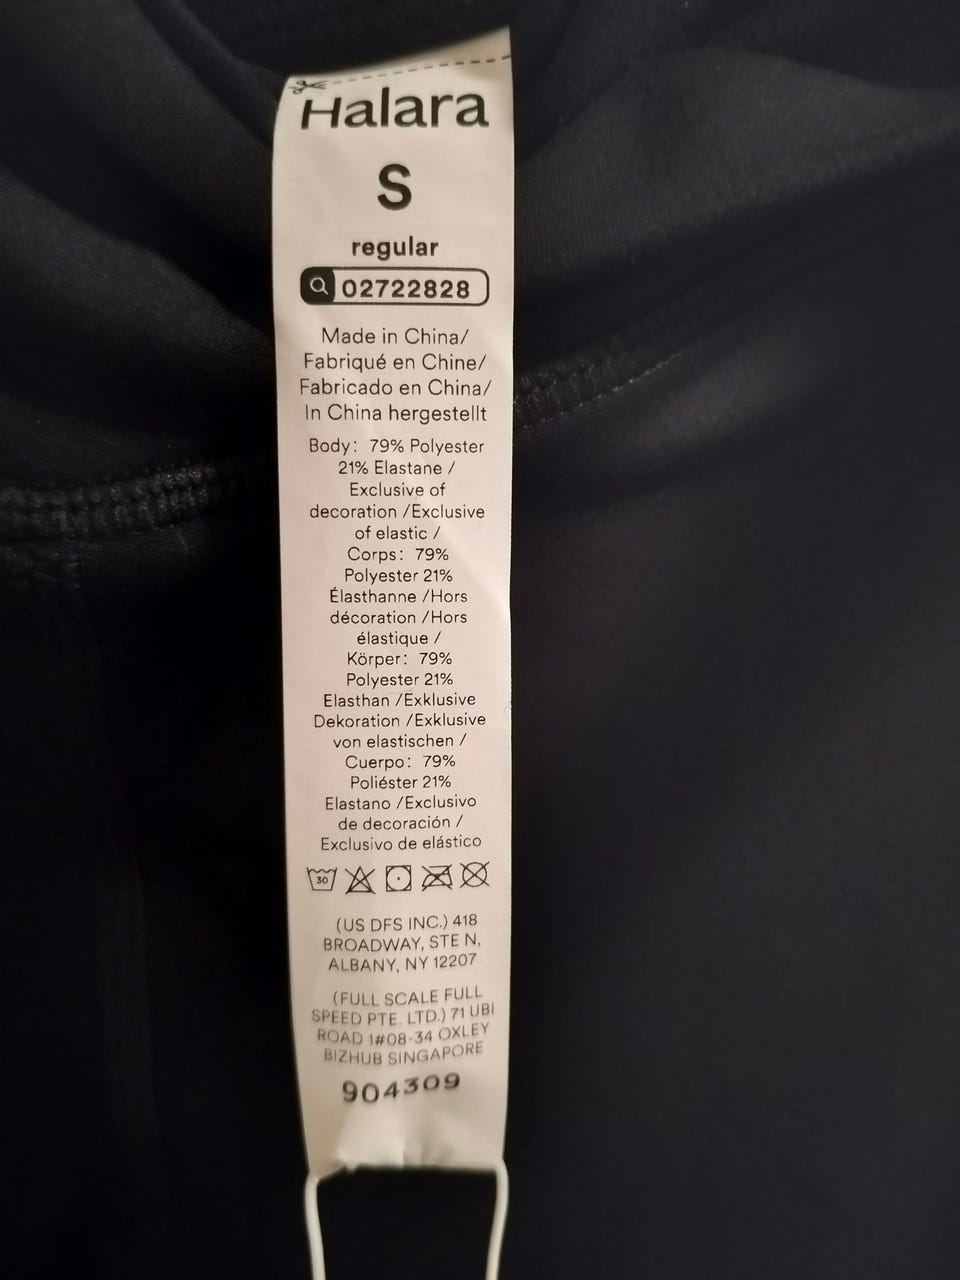 Halara
S
regular
02722828
Made in China/
Fabriqué en Chine/
Fabricado en China/
In China hergestellt
Body: 79% Polyester
21% Elastane /
Exclusive of
decoration /Exclusive
of elastic /
Corps: 79%
Polyester 21%
Élasthanne /Hors
décoration /Hors
élastique /
Körper: 79%
Polyester 21%
Elasthan /Exklusive
Dekoration /Exklusive
von elastischen /
Cuerpo: 79%
Poliéster 21%
Elastano /Exclusivo
de decoración /
Exclusivo de elástico
30
(US DFS INC.) 418
BROADWAY, STE N,
ALBANY, NY 12207
(FULL SCALE FULL
SPEED PTE. LTD.) 71 UBI
ROAD 1#08-34 OXLEY
BIZHUB SINGAPORE
904309